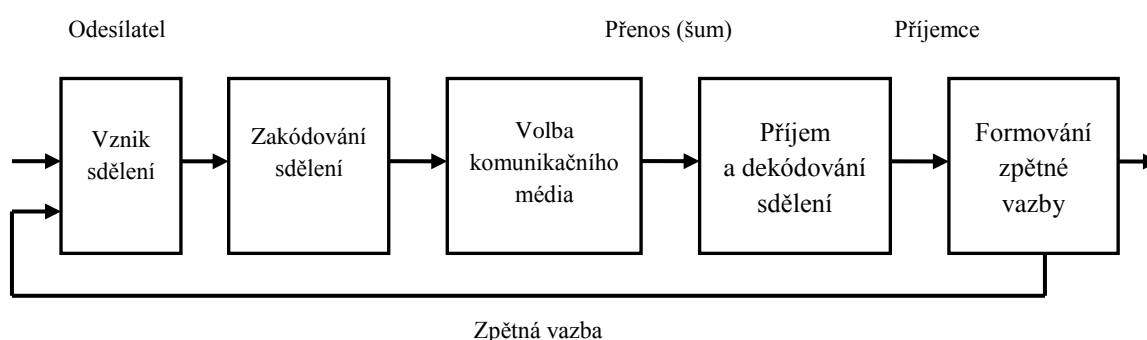 Odesílatel
Přenos (šum)
Příjemce
Vznik
sdělení
Zakódování
sdělení
Volba
komunikačního
média
Příjem
a dekódování
sdělení
Formování
zpětné
vazby
Zpětná vazba